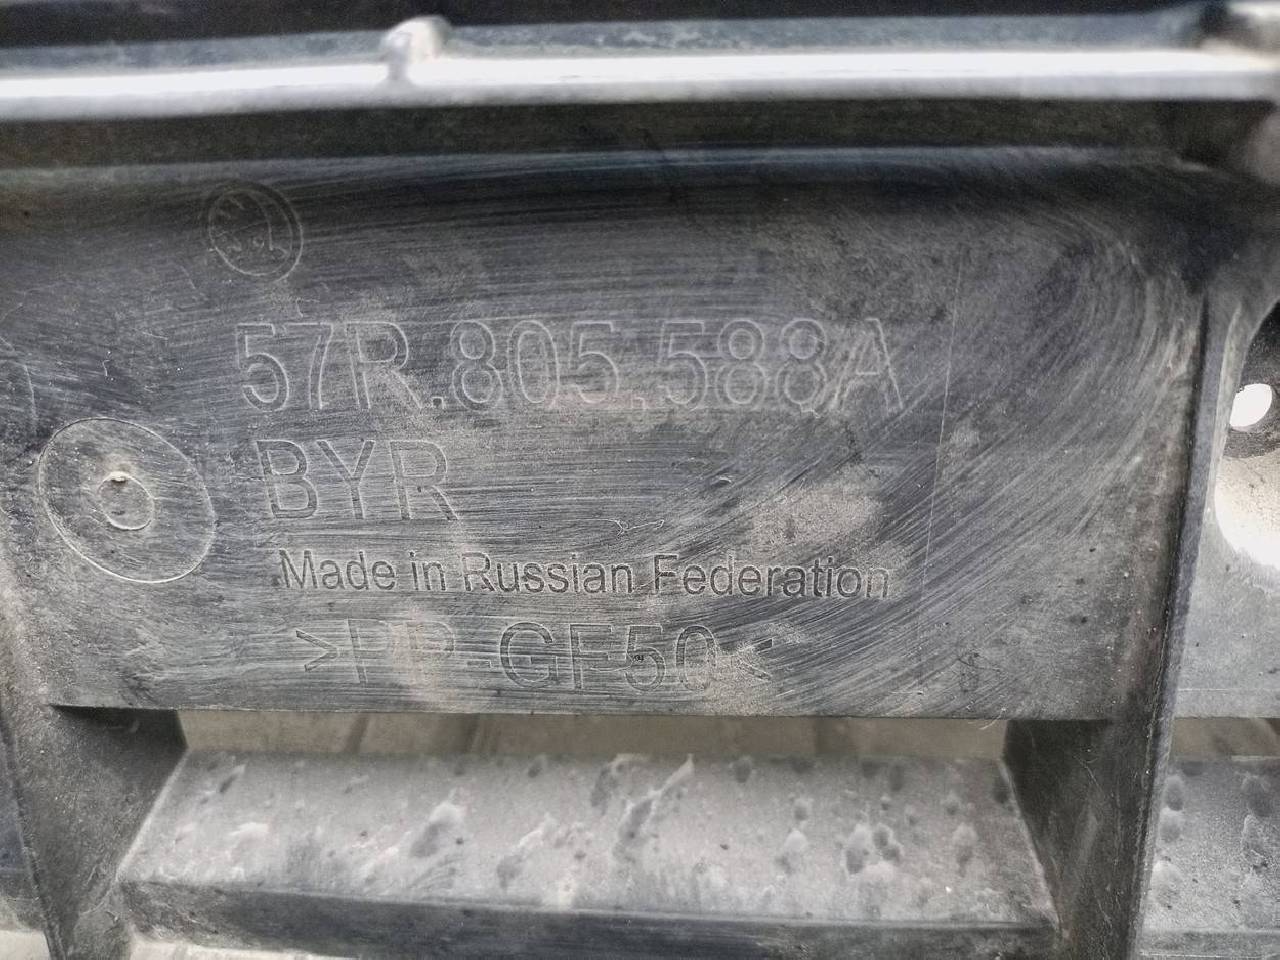 57R.805.588A
BYR
Made in Russian Federation
>PP-GF50<